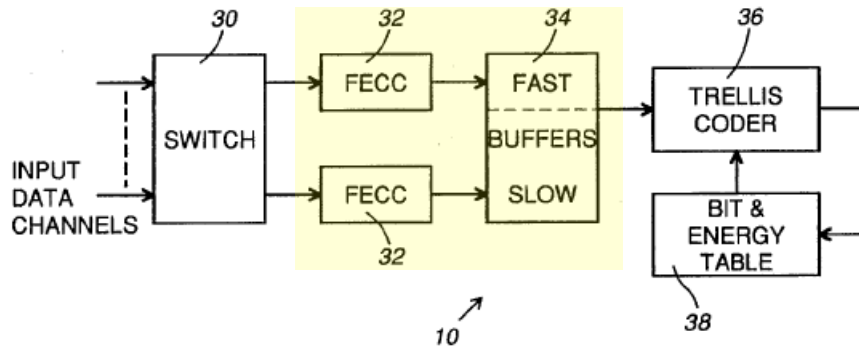 30
32
34
36
FECC
FAST
TRELLIS
CODER
SWITCH
BUFFERS
INPUT
DATA
CHANNELS
FECC
SLOW
BIT &
ENERGY
TABLE
32
10
38